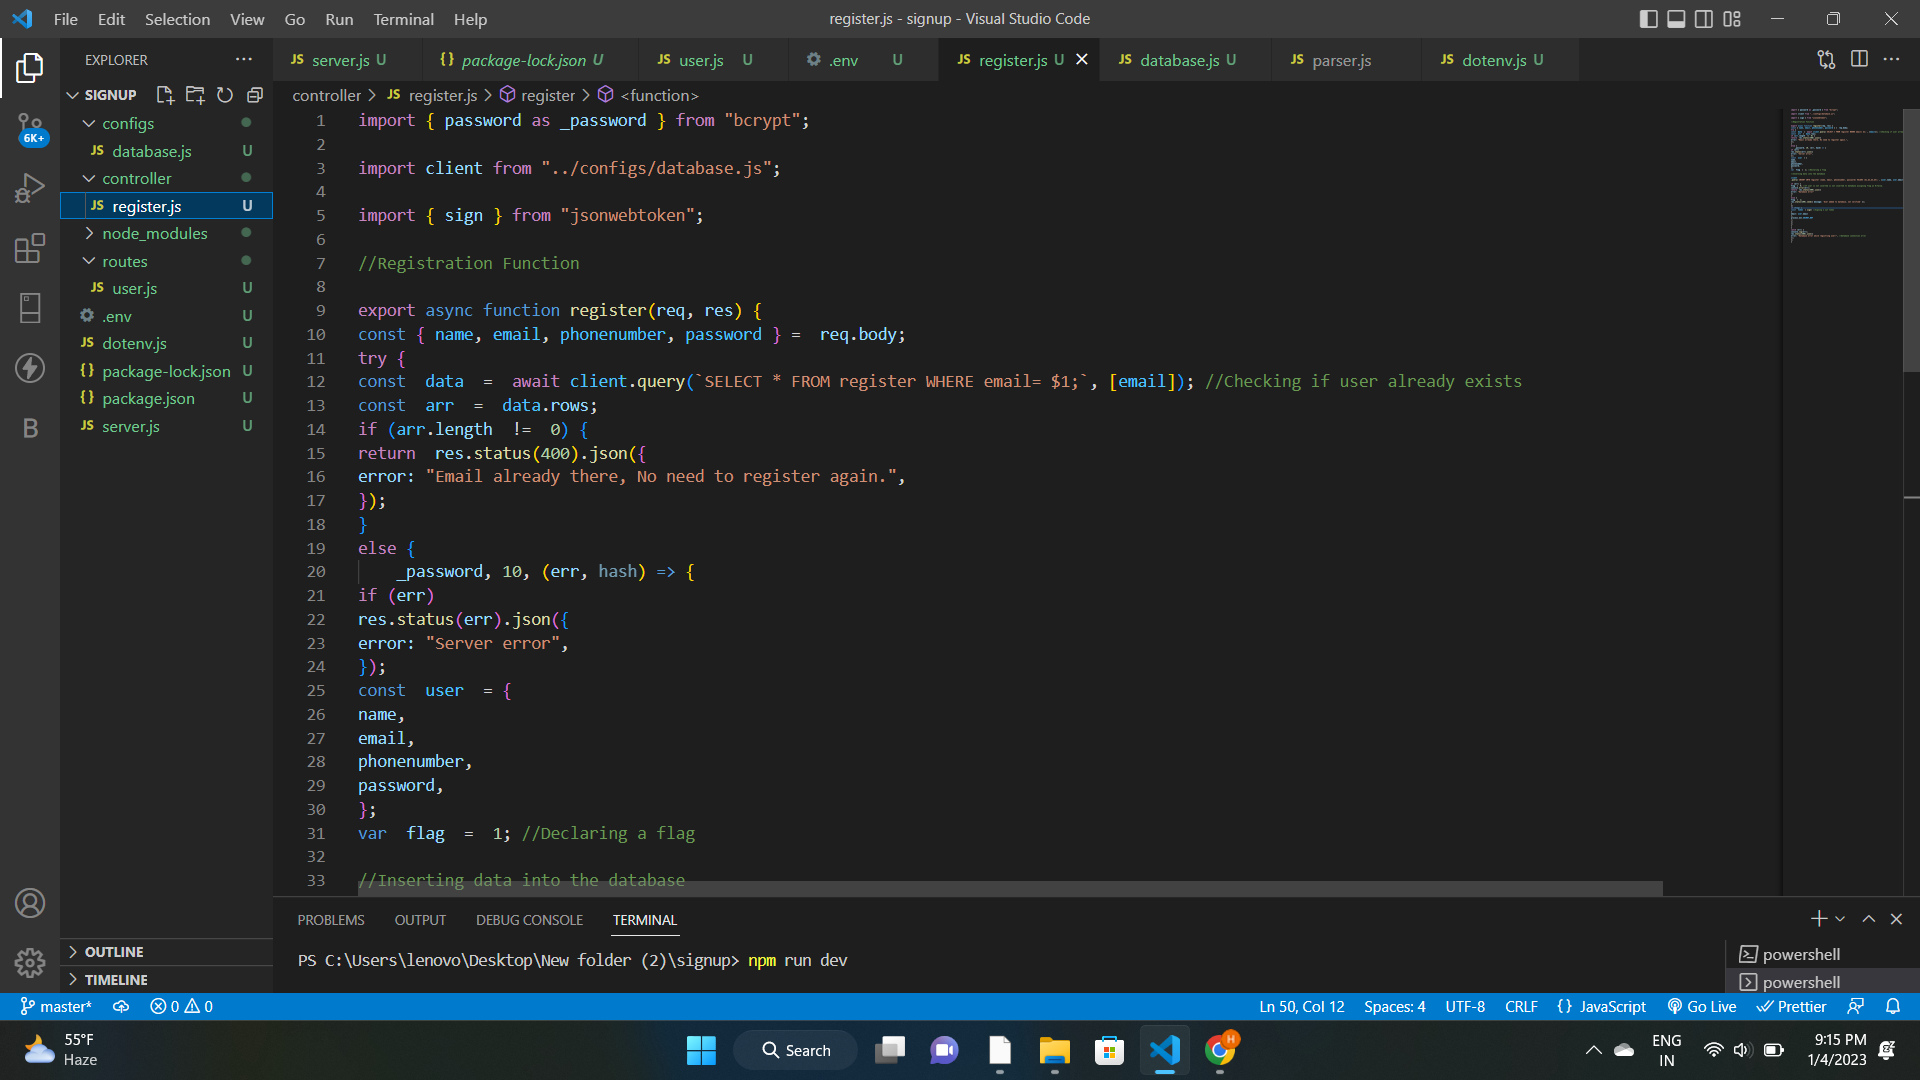 File Edit Selection View Go Run Terminal Help
register.js - signup - Visual Studio Code
EXPLORER
JS server.js U
{} package-lock.json U
JS user.js U
.env U
JS register.js U
JS database.js U
JS parser.js
JS dotenv.js U
SIGNUP
controller > JS register.js > register > <function>
6K+
configs
JS database.js U
controller
JS register.js U
node_modules
routes
JS user.js U
.env U
JS dotenv.js U
{} package-lock.json U
{} package.json U
JS server.js U
B
OUTLINE
TIMELINE
1 import { password as _password } from "bcrypt";
2
3 import client from "../configs/database.js";
4
5 import { sign } from "jsonwebtoken";
6
7 //Registration Function
8
9 export async function register(req, res) {
10 const { name, email, phonenumber, password } =  req.body;
11 try {
12 const  data  =  await client.query(`SELECT * FROM register WHERE email= $1;`, [email]); //Checking if user already exists
13 const  arr  =  data.rows;
14 if (arr.length  !=  0) {
15 return  res.status(400).json({
16 error: "Email already there, No need to register again.",
17 });
18 }
19 else {
20     _password, 10, (err, hash) => {
21 if (err)
22 res.status(err).json({
23 error: "Server error",
24 });
25 const  user  = {
26 name,
27 email,
28 phonenumber,
29 password,
30 };
31 var  flag  =  1; //Declaring a flag
32
33 //Inserting data into the database
PROBLEMS OUTPUT DEBUG CONSOLE TERMINAL
PS C:\Users\lenovo\Desktop\New folder (2)\signup> npm run dev
powershell
powershell
master* 0 0
Ln 50, Col 12 Spaces: 4 UTF-8 CRLF {} JavaScript Go Live Prettier
55°F
Haze
Search
H
ENG
IN
9:15 PM
1/4/2023